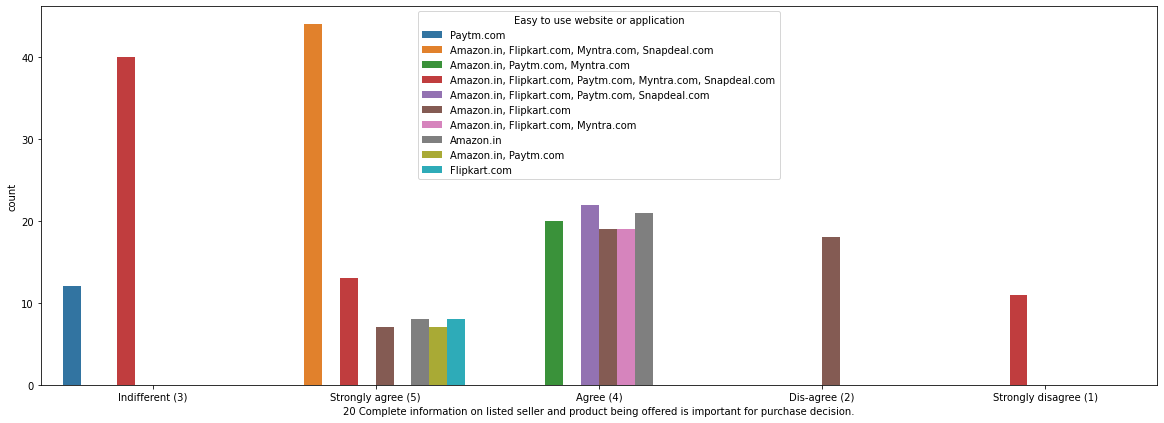 Easy to use website or application
Paytm.com
Amazon.in, Flipkart.com, Myntra.com, Snapdeal.com
Amazon.in, Paytm.com, Myntra.com
Amazon.in, Flipkart.com, Paytm.com, Myntra.com, Snapdeal.com
Amazon.in, Flipkart.com, Paytm.com, Snapdeal.com
Amazon.in, Flipkart.com
Amazon.in, Flipkart.com, Myntra.com
Amazon.in
Amazon.in, Paytm.com
Flipkart.com
40
30
20
10
0
count
Indifferent (3) Strongly agree (5) Agree (4) Dis-agree (2) Strongly disagree (1)
20 Complete information on listed seller and product being offered is important for purchase decision.